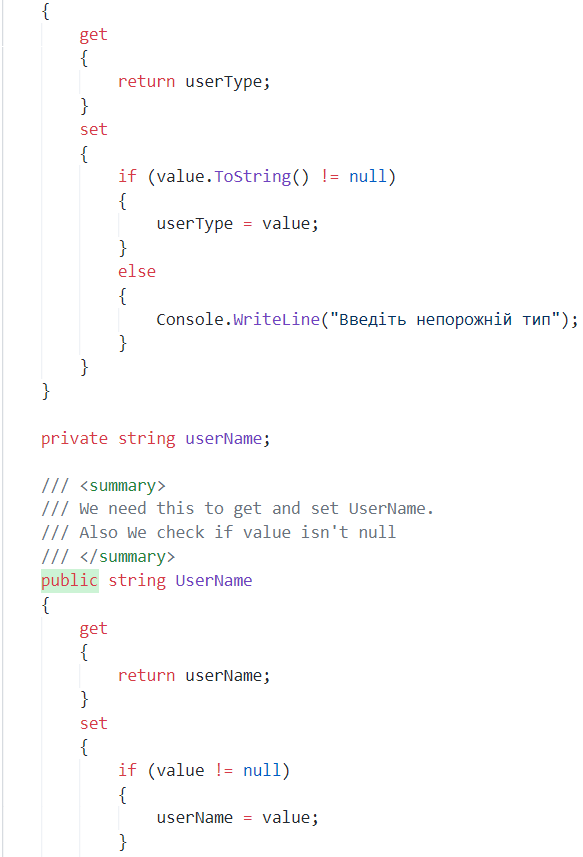 {
get
{
return userType;
}
set
{
if (value.ToString() != null)
{
userType = value;
}
else
{
Console.WriteLine("Введіть непорожній тип");
}
}
}
private string userName;
/// <summary>
/// We need this to get and set UserName.
/// Also We check if value isn't null
/// </summary>
public string UserName
{
get
{
return userName;
}
set
{
if (value != null)
{
userName = value;
}